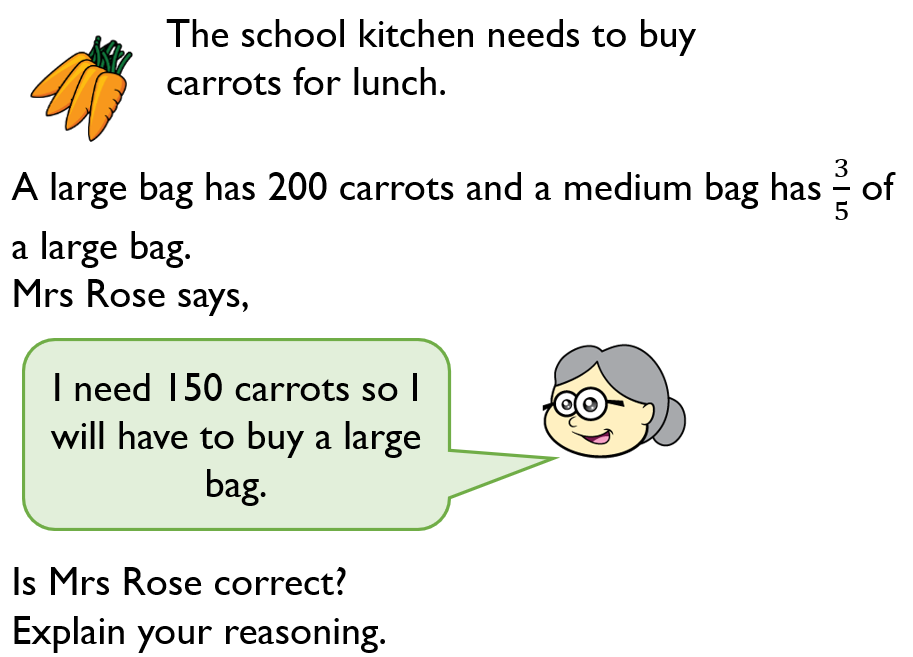 The school kitchen needs to buy
carrots for lunch.
A large bag has 200 carrots and a medium bag has 3/5 of
a large bag.
Mrs Rose says,
I need 150 carrots so I
will have to buy a large
bag.
Is Mrs Rose correct?
Explain your reasoning.